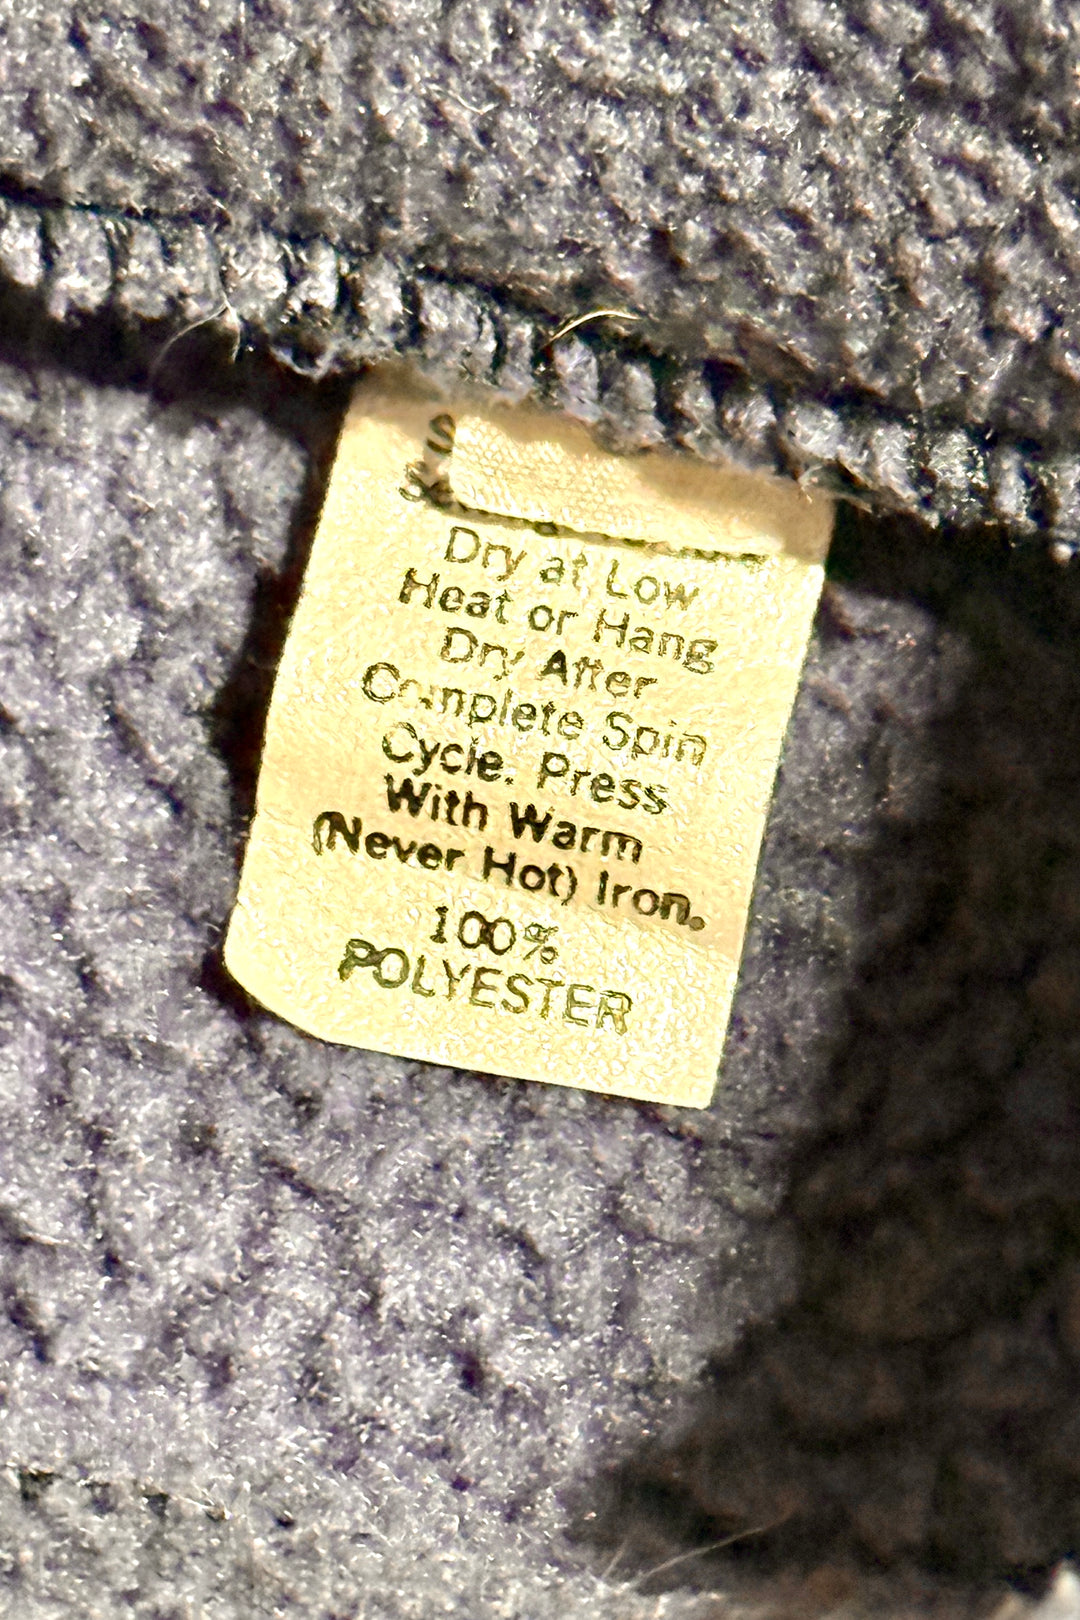 Dry at Low
Heat or Hang
Dry After
Complete Spin
Cycle. Press
With Warm
(Never Hot) Iron.
100%
POLYESTER